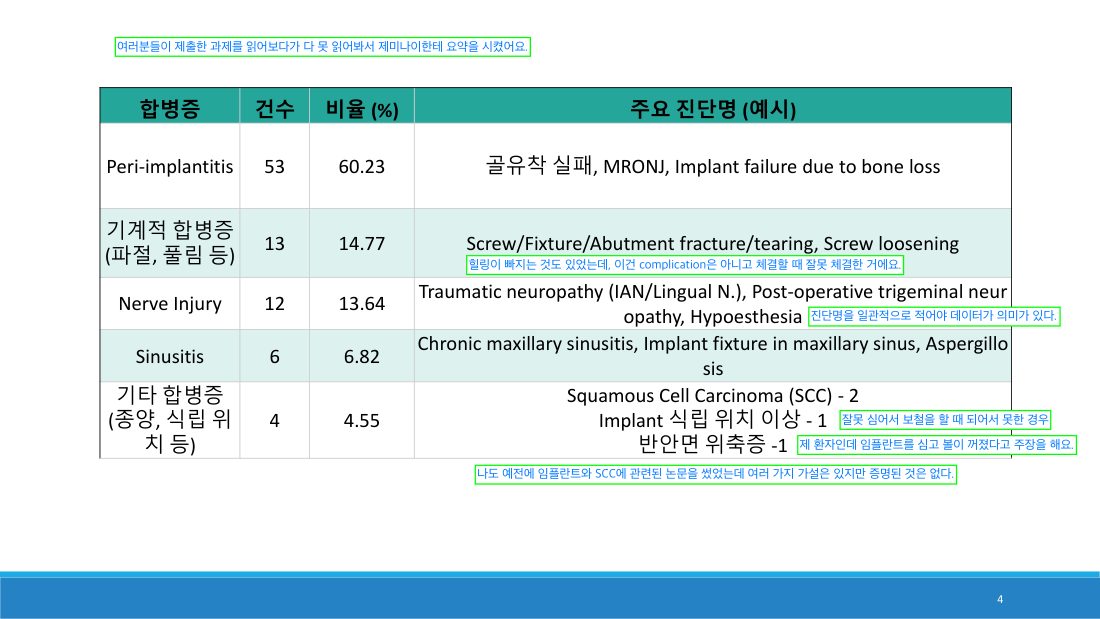 여러분들이 제출한 과제를 읽어보다가 다 못 읽어봐서 제미나이한테 요약을 시켰어요.
합병증 건수 비율 (%) 주요 진단명 (예시)
Peri-implantitis 53 60.23 골유착 실패, MRONJ, Implant failure due to bone loss
기계적 합병증
(파절, 풀림 등) 13 14.77 Screw/Fixture/Abutment fracture/tearing, Screw loosening
힐링이 빠지는 것도 있었는데, 이건 complication은 아니고 체결할 때 잘못 체결한 거에요.
Nerve Injury 12 13.64 Traumatic neuropathy (IAN/Lingual N.), Post-operative trigeminal neur
opathy, Hypoesthesia 진단명을 일관적으로 적어야 데이터가 의미가 있다.
Sinusitis 6 6.82 Chronic maxillary sinusitis, Implant fixture in maxillary sinus, Aspergillo
sis
기타 합병증
(종양, 식립 위
치 등) 4 4.55 Squamous Cell Carcinoma (SCC) - 2
Implant 식립 위치 이상 - 1 잘못 심어서 보철을 할 때 되어서 못한 경우
반안면 위축증 -1 제 환자인데 임플란트를 심고 볼이 꺼졌다고 주장을 해요.
나도 예전에 임플란트와 SCC에 관련된 논문을 썼었는데 여러 가지 가설은 있지만 증명된 것은 없다.
4